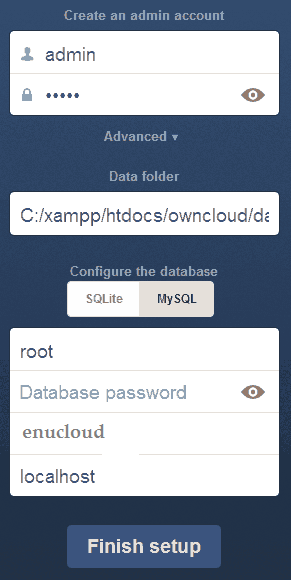 Create an admin account
admin
•••••
Advanced ▾
Data folder
C:/xampp/htdocs/owncloud/da
Configure the database
SQLite MySQL
root
Database password
enucloud
localhost
Finish setup